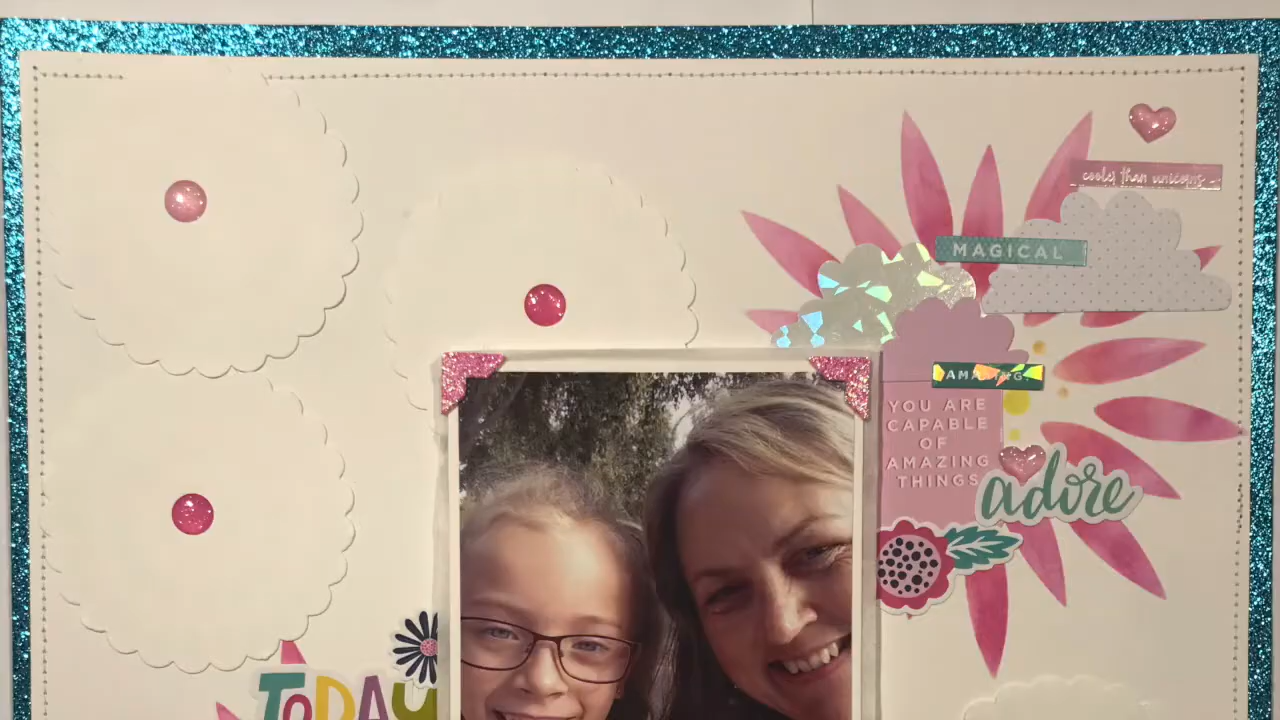 cooler than unicorns
MAGICAL
AMAZING.
YOU ARE
CAPABLE
OF
AMAZING
THINGS
adore
TODAY